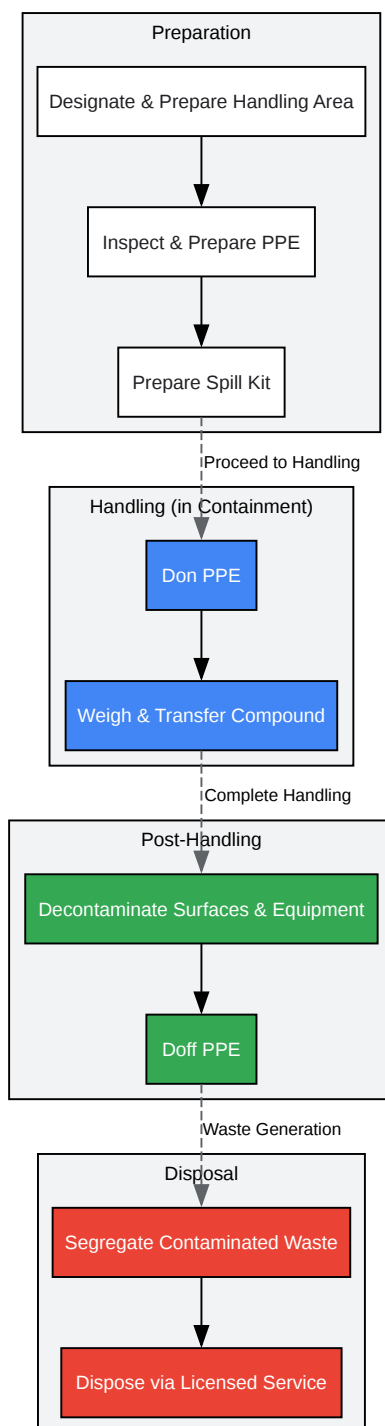 Preparation
Designate & Prepare Handling Area
Inspect & Prepare PPE
Prepare Spill Kit
Proceed to Handling
Handling (in Containment)
Don PPE
Weigh & Transfer Compound
Complete Handling
Post-Handling
Decontaminate Surfaces & Equipment
Doff PPE
Waste Generation
Disposal
Segregate Contaminated Waste
Dispose via Licensed Service